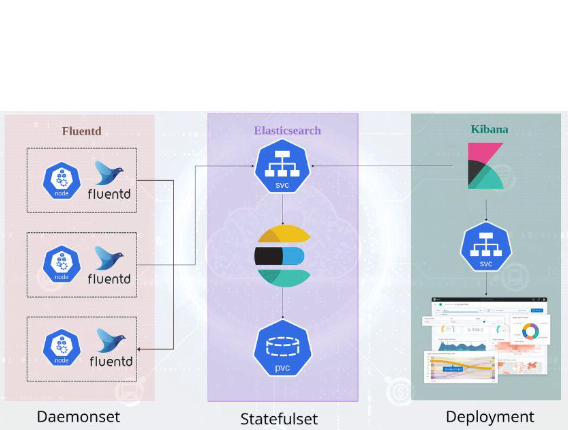 Fluentd
node
fluentd
node
fluentd
node
fluentd
Daemonset
Elasticsearch
svc
pvc
Statefulset
Kibana
svc
Deployment